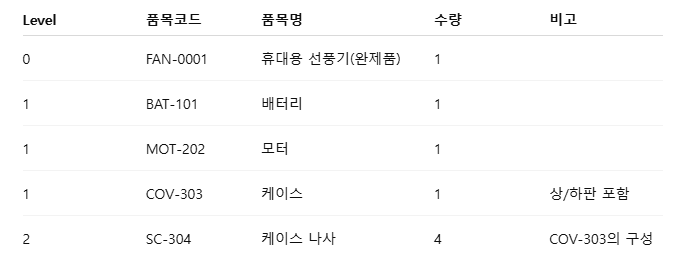 Level 품목코드 품목명 수량 비고
0 FAN-0001 휴대용 선풍기(완제품) 1
1 BAT-101 배터리 1
1 MOT-202 모터 1
1 COV-303 케이스 1 상/하판 포함
2 SC-304 케이스 나사 4 COV-303의 구성